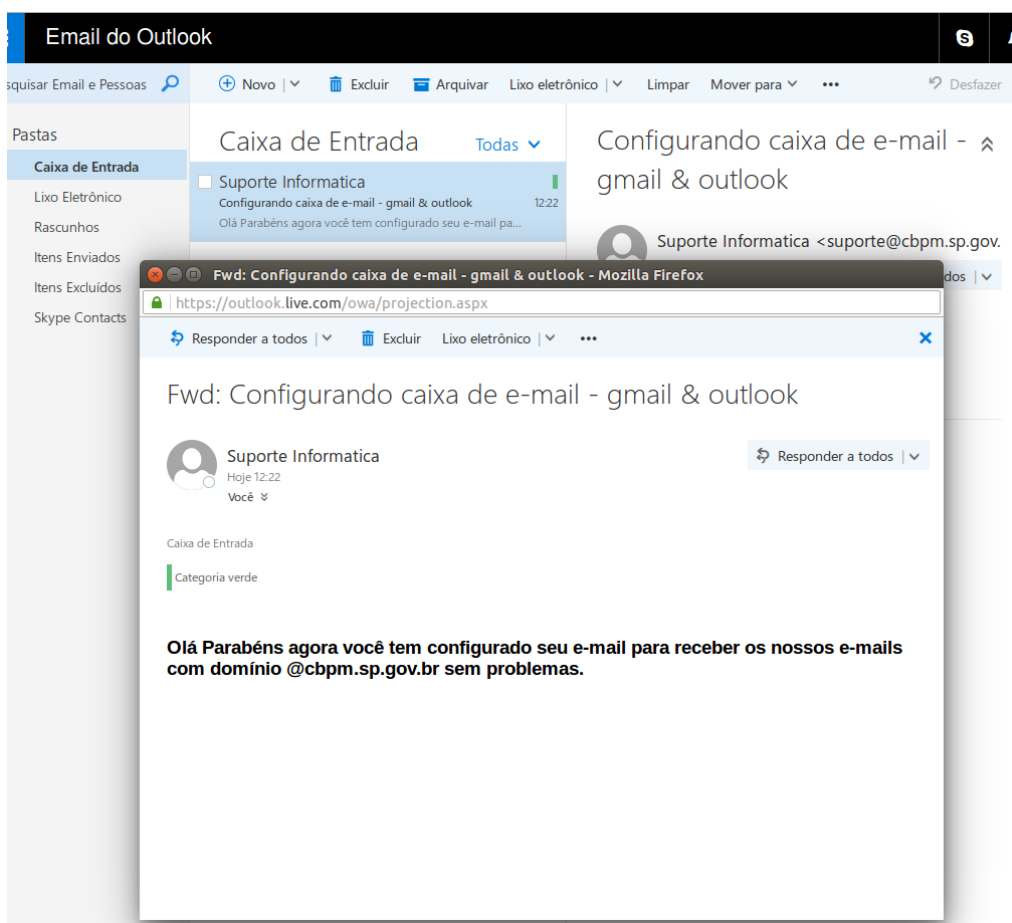 Email do Outlook
squisar Email e Pessoas
Novo
Excluir
Arquivar
Lixo eletrônico
Limpar
Mover para
Desfazer
Pastas
Caixa de Entrada
Lixo Eletrônico
Rascunhos
Itens Enviados
Itens Excluídos
Skype Contacts
Caixa de Entrada
Todas
Suporte Informatica
Configurando caixa de e-mail - gmail & outlook 12:22
Olá Parabéns agora você tem configurado seu e-mail pa...
Configurando caixa de e-mail -
gmail & outlook
Suporte Informatica <suporte@cbpm.sp.gov.
dos
Fwd: Configurando caixa de e-mail - gmail & outlook - Mozilla Firefox
https://outlook.live.com/owa/projection.aspx
Responder a todos
Excluir
Lixo eletrônico
Fwd: Configurando caixa de e-mail - gmail & outlook
Suporte Informatica
Hoje 12:22
Você
Responder a todos
Caixa de Entrada
Categoria verde
Olá Parabéns agora você tem configurado seu e-mail para receber os nossos e-mails
com domínio @cbpm.sp.gov.br sem problemas.